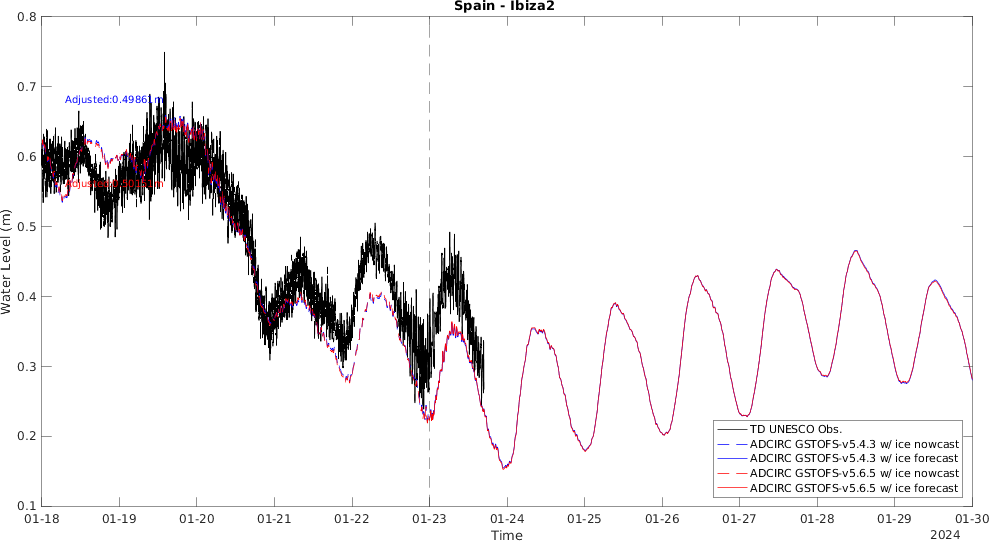 Spain - Ibiza2
0.8
0.7
0.6
0.5
0.4
0.3
0.2
0.1
Water Level (m)
Adjusted:0.49861m
01-18
01-19
01-20
01-21
01-22
01-23
01-24
01-25
01-26
01-27
01-28
01-29
01-30
Time
2024
TD UNESCO Obs.
ADCIRC GSTOFS-v5.4.3 w/ ice nowcast
ADCIRC GSTOFS-v5.4.3 w/ ice forecast
ADCIRC GSTOFS-v5.6.5 w/ ice nowcast
ADCIRC GSTOFS-v5.6.5 w/ ice forecast